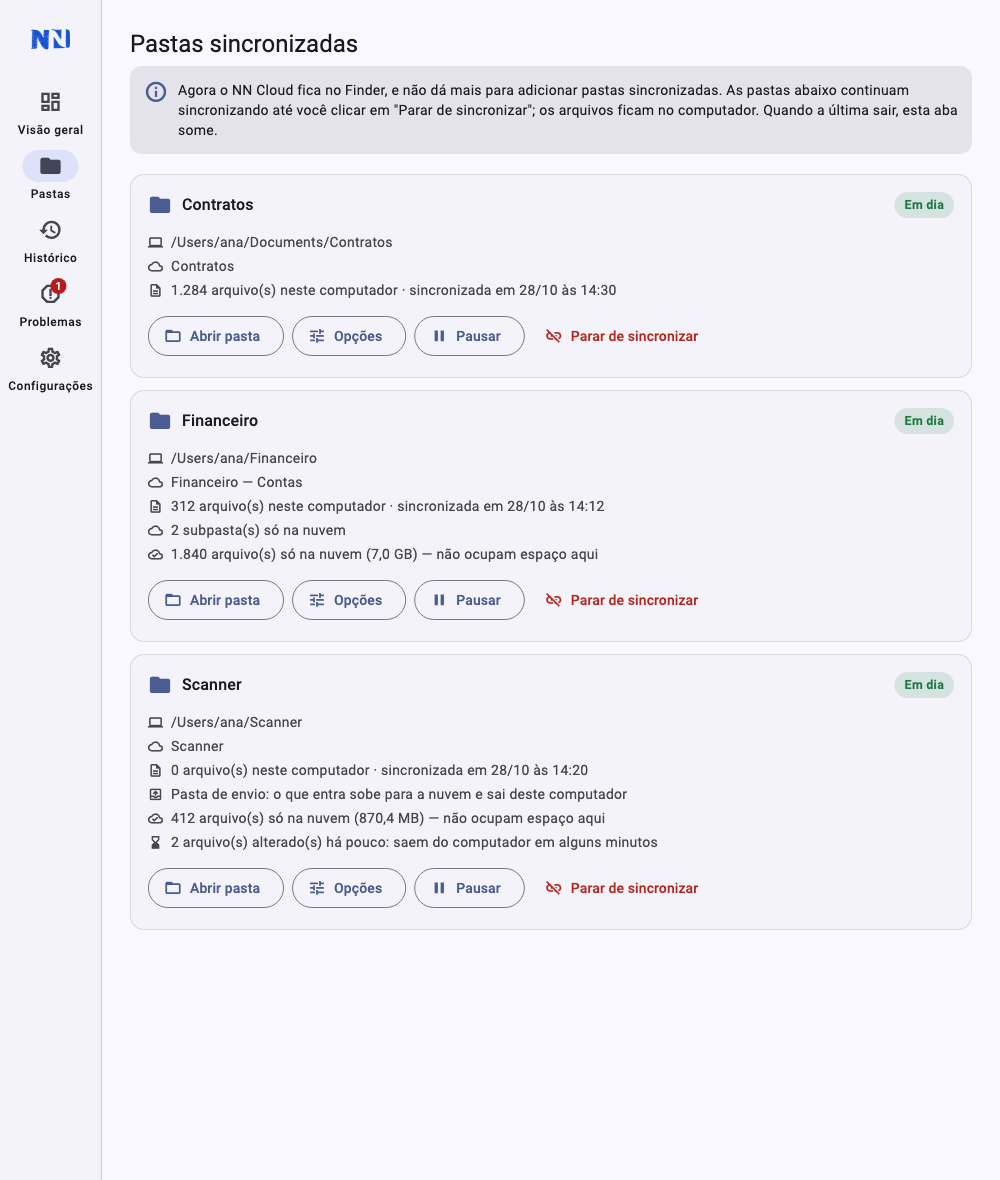 NN
Visão geral
Pastas
Histórico
1
Problemas
Configurações
Pastas sincronizadas
Agora o NN Cloud fica no Finder, e não dá mais para adicionar pastas sincronizadas. As pastas abaixo continuam
sincronizando até você clicar em "Parar de sincronizar"; os arquivos ficam no computador. Quando a última sair, esta aba
some.
Contratos
Em dia
/Users/ana/Documents/Contratos
Contratos
1.284 arquivo(s) neste computador · sincronizada em 28/10 às 14:30
Abrir pasta Opções Pausar Parar de sincronizar
Financeiro
Em dia
/Users/ana/Financeiro
Financeiro — Contas
312 arquivo(s) neste computador · sincronizada em 28/10 às 14:12
2 subpasta(s) só na nuvem
1.840 arquivo(s) só na nuvem (7,0 GB) — não ocupam espaço aqui
Abrir pasta Opções Pausar Parar de sincronizar
Scanner
Em dia
/Users/ana/Scanner
Scanner
0 arquivo(s) neste computador · sincronizada em 28/10 às 14:20
Pasta de envio: o que entra sobe para a nuvem e sai deste computador
412 arquivo(s) só na nuvem (870,4 MB) — não ocupam espaço aqui
2 arquivo(s) alterado(s) há pouco: saem do computador em alguns minutos
Abrir pasta Opções Pausar Parar de sincronizar